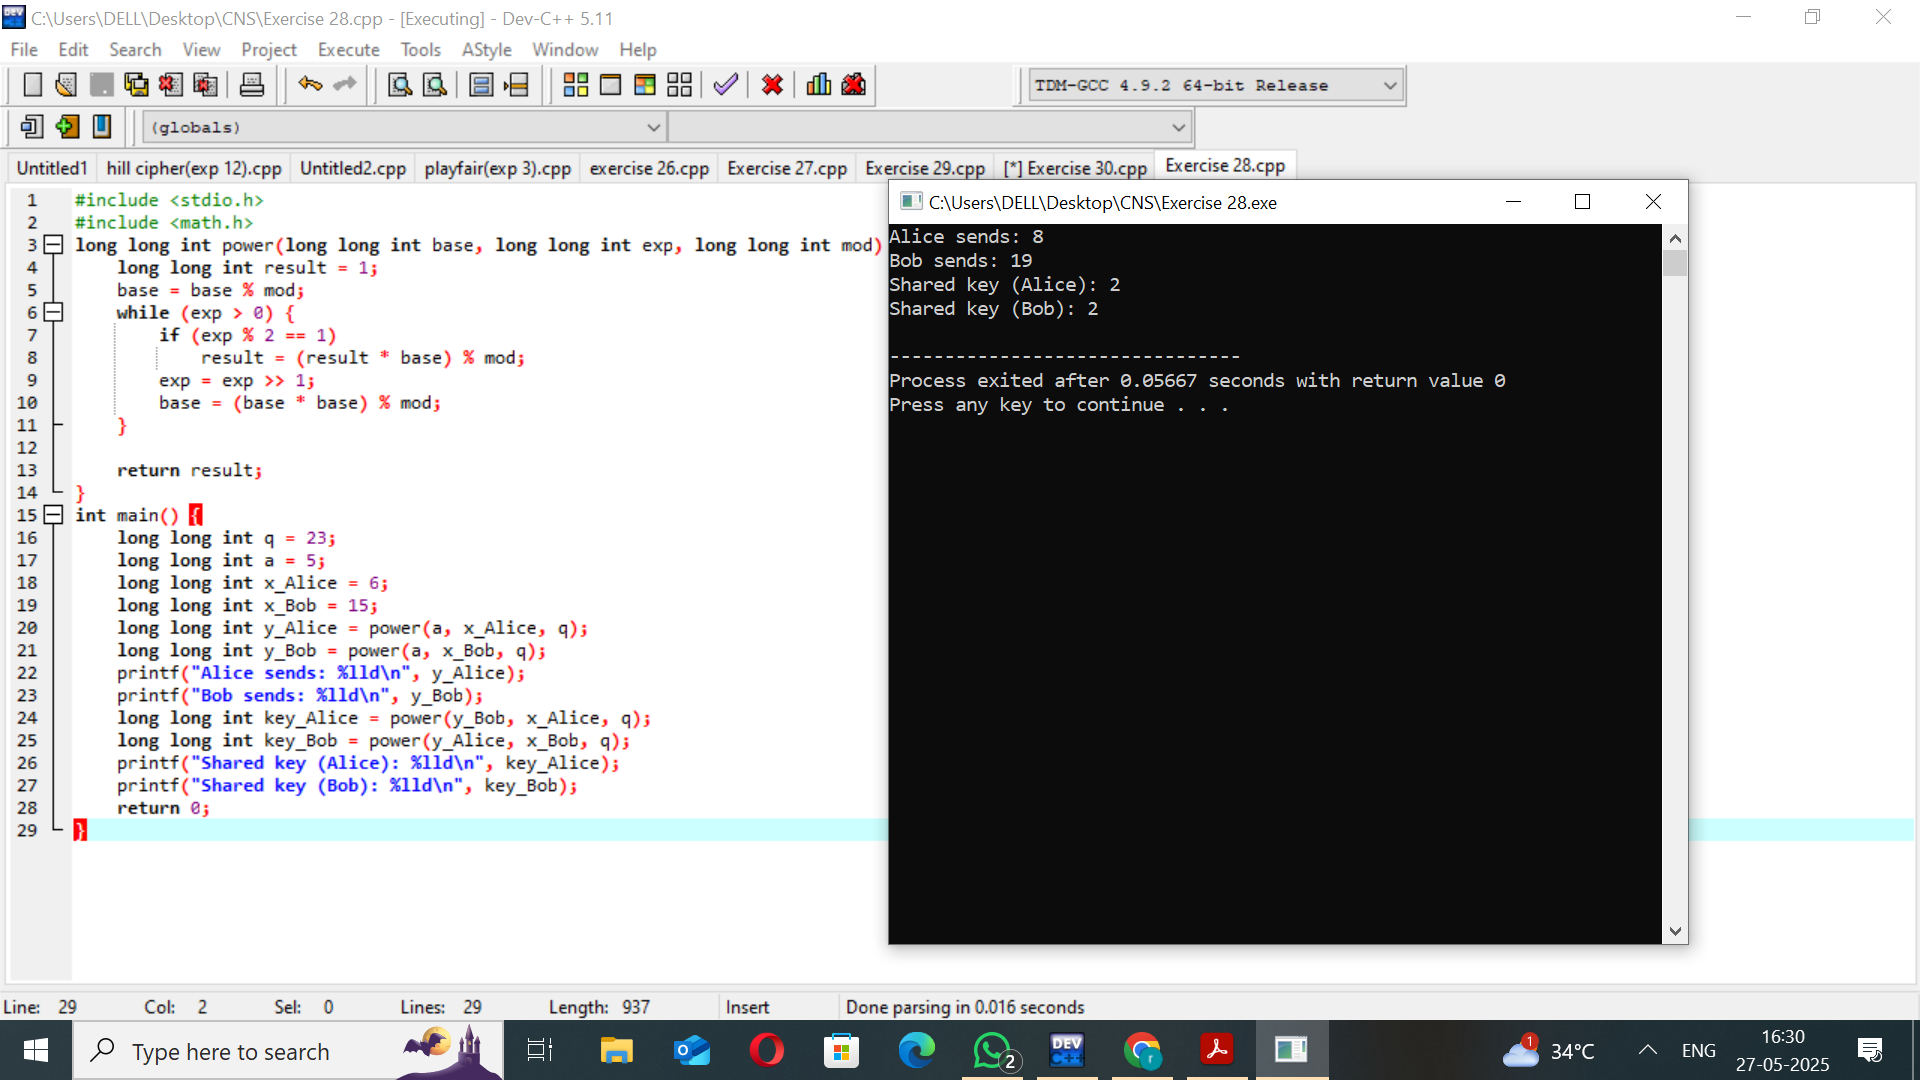 C:\Users\DELL\Desktop\CNS\Exercise 28.cpp - [Executing] - Dev-C++ 5.11
File Edit Search View Project Execute Tools AStyle Window Help
TDM-GCC 4.9.2 64-bit Release
(globals)
Untitled1 hill cipher(exp 12).cpp Untitled2.cpp playfair(exp 3).cpp exercise 26.cpp Exercise 27.cpp Exercise 29.cpp [*] Exercise 30.cpp Exercise 28.cpp
1 #include <stdio.h>
2 #include <math.h>
3 long long int power(long long int base, long long int exp, long long int mod)
4 long long int result = 1;
5 base = base % mod;
6 while (exp > 0) {
7 if (exp % 2 == 1)
8 result = (result * base) % mod;
9 exp = exp >> 1;
10 base = (base * base) % mod;
11 }
12
13 return result;
14 }
15 int main() {
16 long long int q = 23;
17 long long int a = 5;
18 long long int x_Alice = 6;
19 long long int x_Bob = 15;
20 long long int y_Alice = power(a, x_Alice, q);
21 long long int y_Bob = power(a, x_Bob, q);
22 printf("Alice sends: %lld\n", y_Alice);
23 printf("Bob sends: %lld\n", y_Bob);
24 long long int key_Alice = power(y_Bob, x_Alice, q);
25 long long int key_Bob = power(y_Alice, x_Bob, q);
26 printf("Shared key (Alice): %lld\n", key_Alice);
27 printf("Shared key (Bob): %lld\n", key_Bob);
28 return 0;
29 }
C:\Users\DELL\Desktop\CNS\Exercise 28.exe
Alice sends: 8
Bob sends: 19
Shared key (Alice): 2
Shared key (Bob): 2
--------------------------------
Process exited after 0.05667 seconds with return value 0
Press any key to continue . . .
Line: 29 Col: 2 Sel: 0 Lines: 29 Length: 937 Insert Done parsing in 0.016 seconds
Type here to search
2
DEV
C++
r
1
34°C
ENG
16:30
27-05-2025